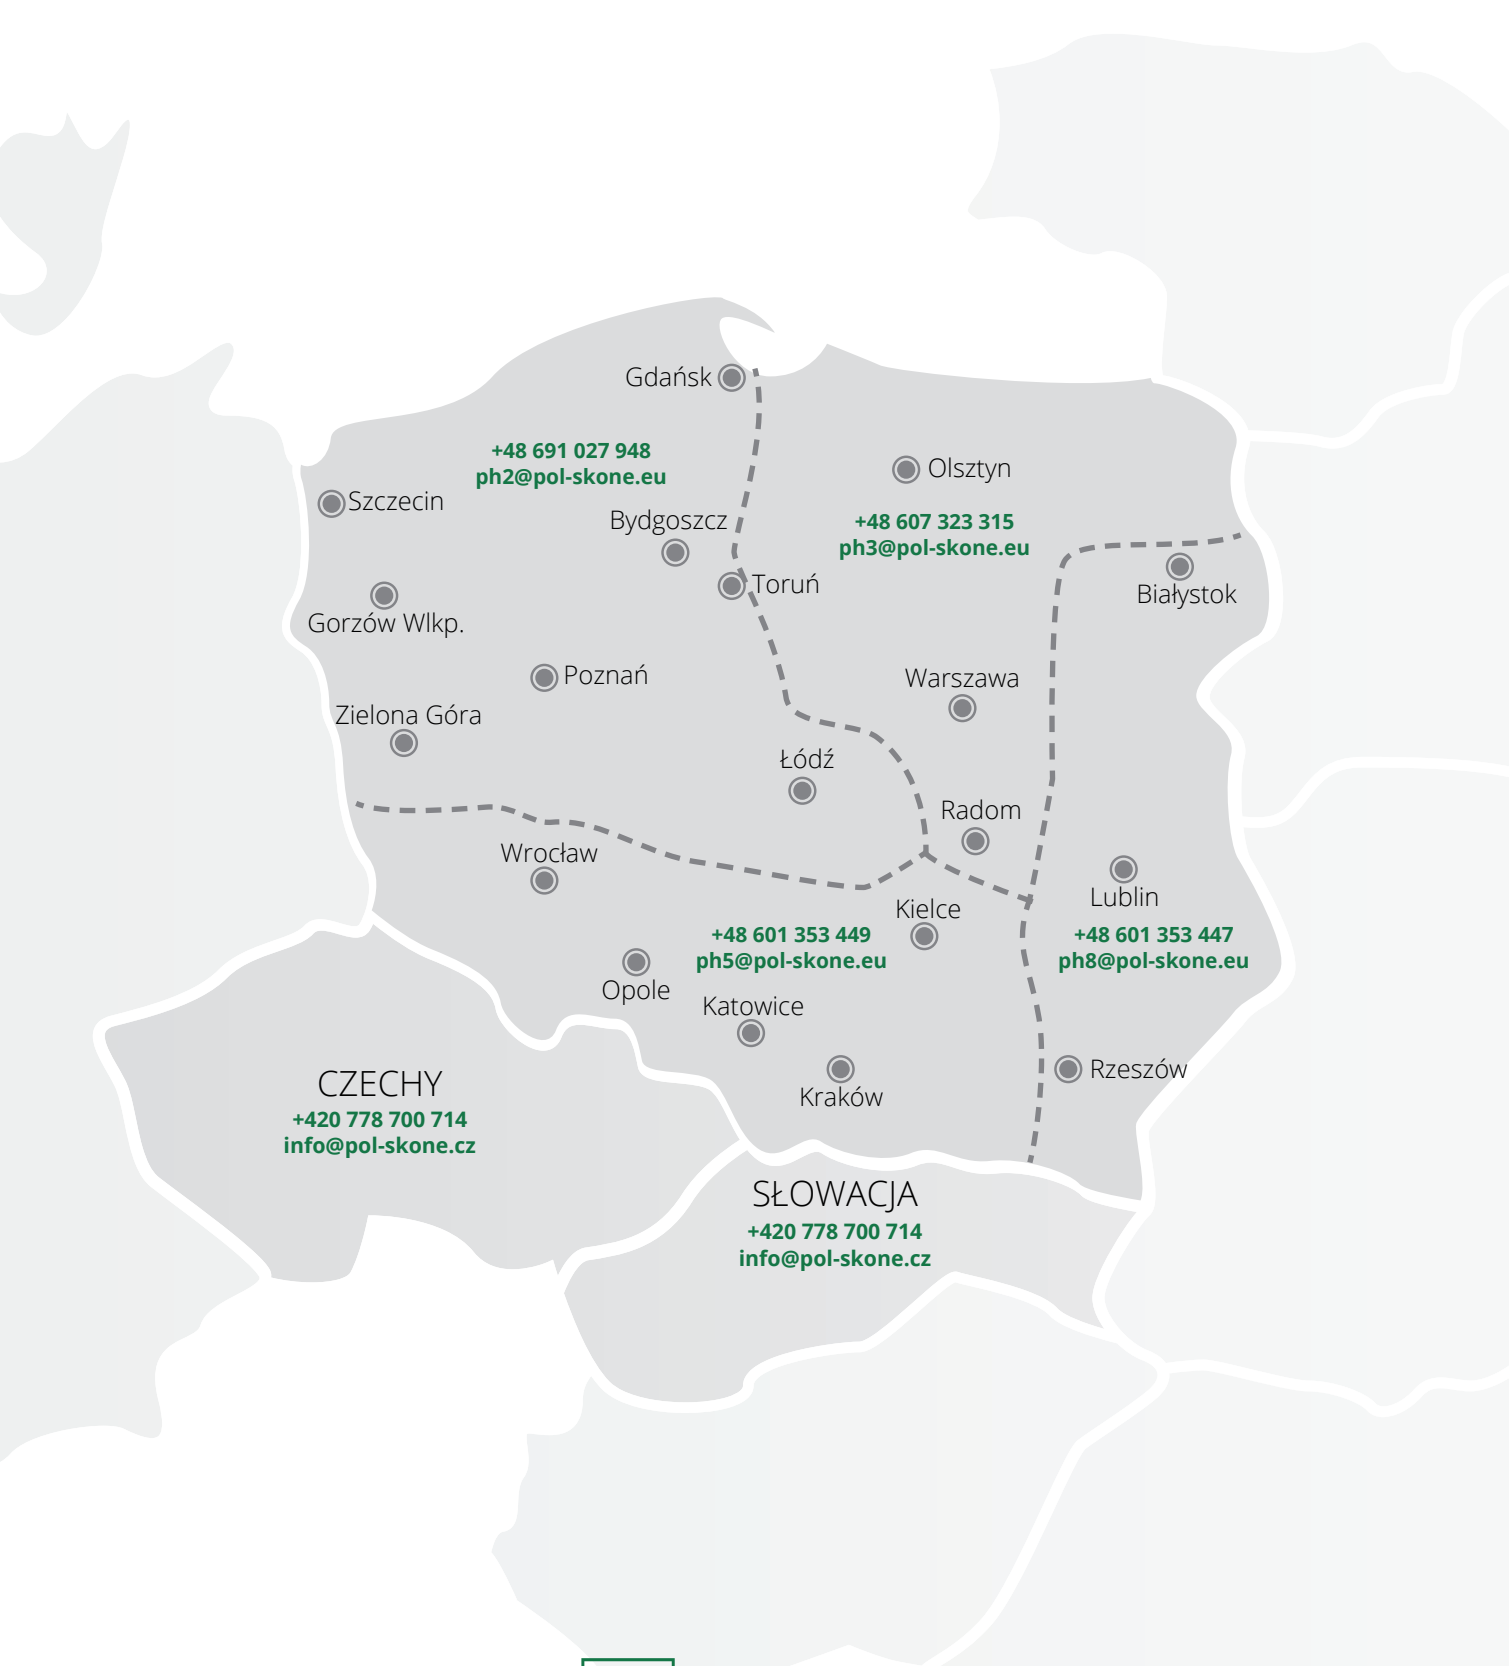 Gdańsk
+48 691 027 948
ph2@pol-skone.eu
Olsztyn
Szczecin
Bydgoszcz
+48 607 323 315
ph3@pol-skone.eu
Toruń
Białystok
Gorzów Wlkp.
Poznań
Warszawa
Zielona Góra
Łódź
Radom
Wrocław
Lublin
Kielce
+48 601 353 449
ph5@pol-skone.eu
+48 601 353 447
ph8@pol-skone.eu
Opole
Katowice
Rzeszów
Kraków
CZECHY
+420 778 700 714
info@pol-skone.cz
SŁOWACJA
+420 778 700 714
info@pol-skone.cz